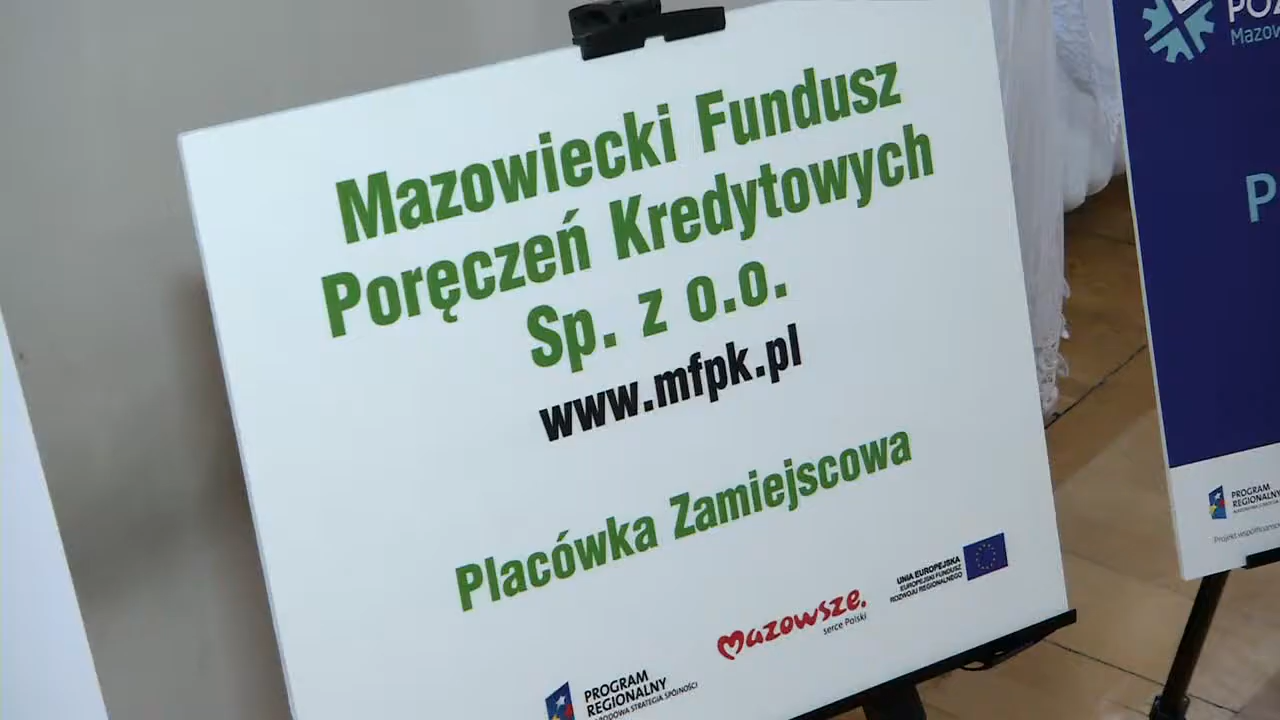 Mazowiecki Fundusz
Poręczeń Kredytowych
Sp. z o.o.
www.mfpk.pl
Placówka Zamiejscowa
PROGRAM
REGIONALNY
NARODOWA STRATEGIA SPÓJNOŚCI
mazowsze.
serce Polski
UNIA EUROPEJSKA
EUROPEJSKI FUNDUSZ
ROZWOJU REGIONALNEGO
P
PROGRAM
REGIONALNY